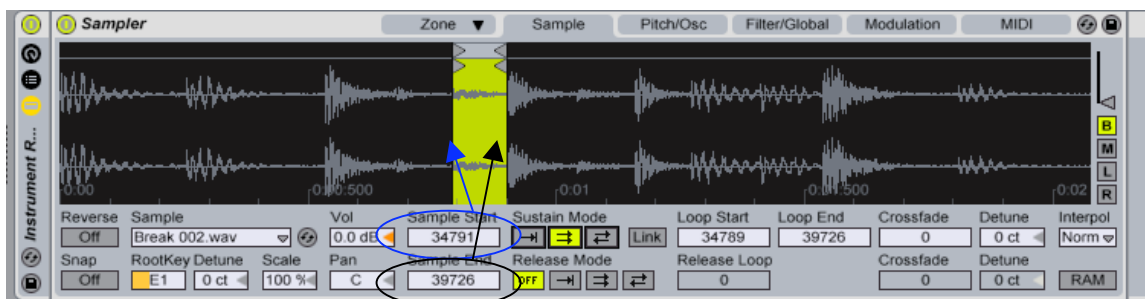 Sampler Zone ▼ Sample Pitch/Osc Filter/Global Modulation MIDI
Instrument R...
B
M
L
R
0:00 0:00:500 0:01 0:01:500 0:02
Reverse Sample Vol Sample Start Sustain Mode Loop Start Loop End Crossfade Detune Interpol
Off Break 002.wav 0.0 dB 34791 Link 34789 39726 0 0 ct Norm
Snap RootKey Detune Scale Pan Sample End Release Mode Release Loop Crossfade Detune
Off E1 0 ct 100 % C 39726 OFF 0 0 0 ct RAM